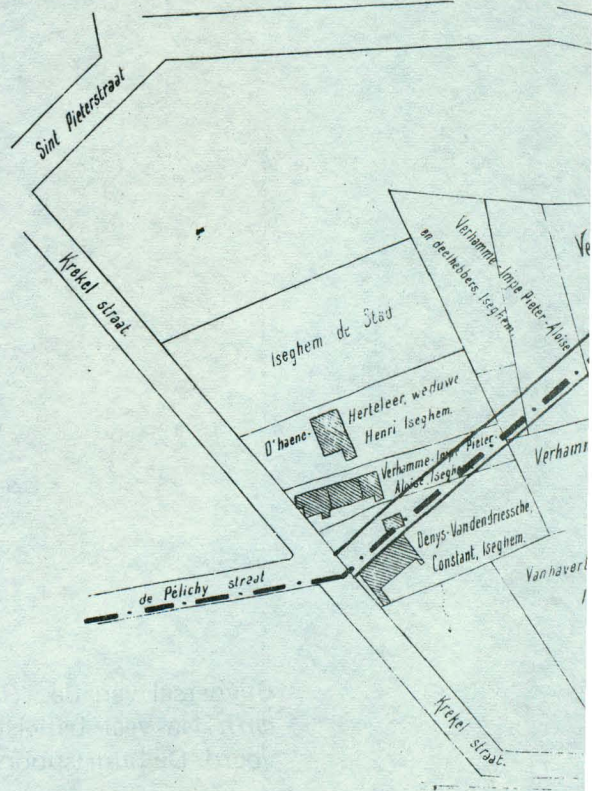 Sint Pieterstraat
Krekel straat.
Verhamme-Impe Pieter-Aloise
en deelhebbers, Iseghem.
Ve
Iseghem de Stad
D'haene-
Herteleer, weduwe
Henri Iseghem.
Verhamme-Impe Pieter
Aloise, Iseghem
Verham
Denys-Vandendriessche,
Constant, Iseghem.
Vanhaverb
de Pélichy straat
Krekel straat.